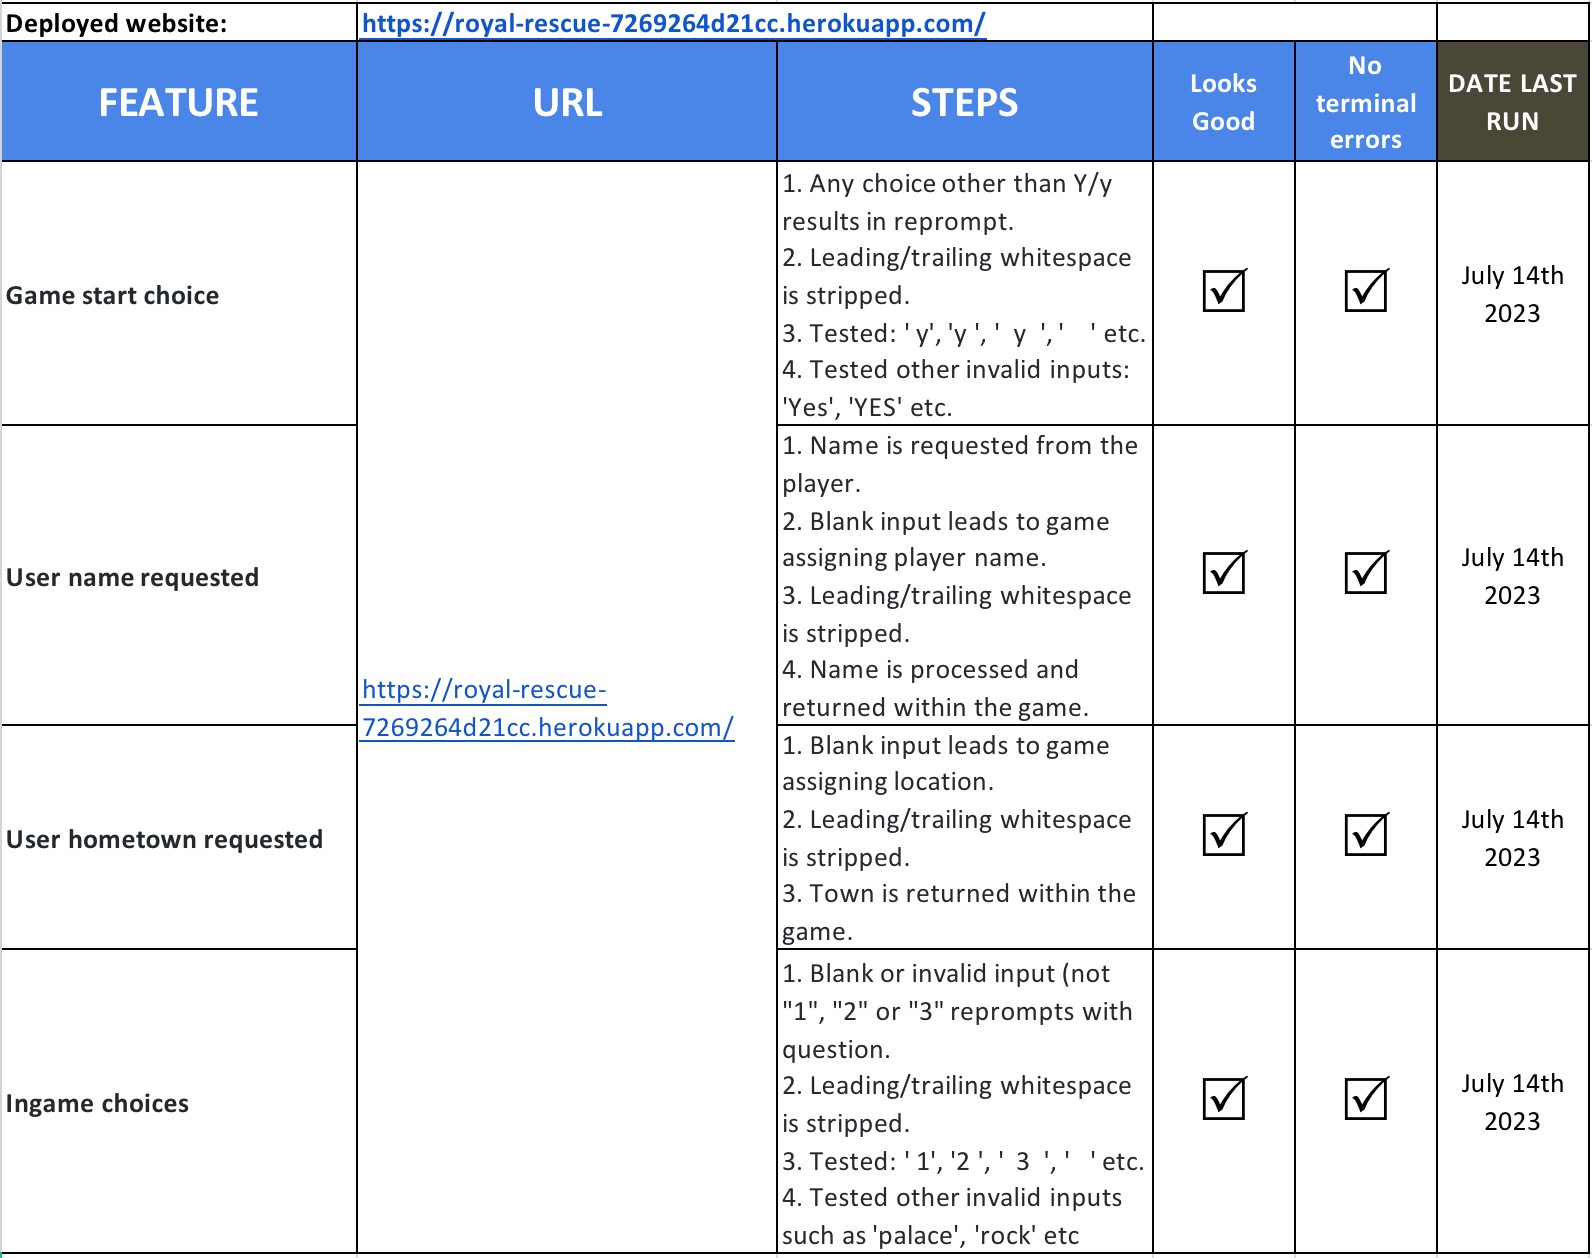 Deployed website: https://royal-rescue-7269264d21cc.herokuapp.com/
FEATURE
URL
STEPS
Looks
Good
No
terminal
errors
DATE LAST
RUN
Game start choice
1. Any choice other than Y/y
results in reprompt.
2. Leading/trailing whitespace
is stripped.
3. Tested: ' y', 'y ', '  y  ', '    ' etc.
4. Tested other invalid inputs:
'Yes', 'YES' etc.
July 14th
2023
User name requested
1. Name is requested from the
player.
2. Blank input leads to game
assigning player name.
3. Leading/trailing whitespace
is stripped.
4. Name is processed and
returned within the game.
July 14th
2023
https://royal-rescue-
7269264d21cc.herokuapp.com/
User hometown requested
1. Blank input leads to game
assigning location.
2. Leading/trailing whitespace
is stripped.
3. Town is returned within the
game.
July 14th
2023
Ingame choices
1. Blank or invalid input (not
"1", "2" or "3" reprompts with
question.
2. Leading/trailing whitespace
is stripped.
3. Tested: ' 1', '2 ', '  3  ', '   ' etc.
4. Tested other invalid inputs
such as 'palace', 'rock' etc
July 14th
2023